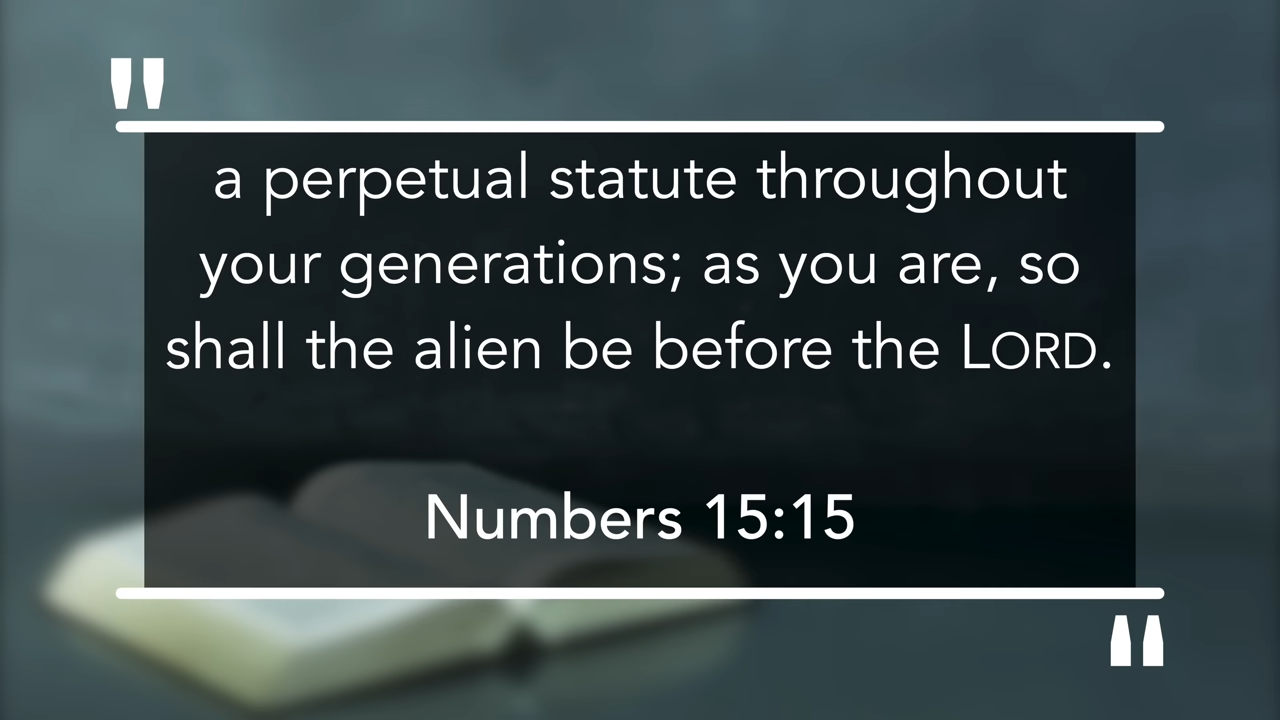 "
a perpetual statute throughout
your generations; as you are, so
shall the alien be before the LORD.
Numbers 15:15
"